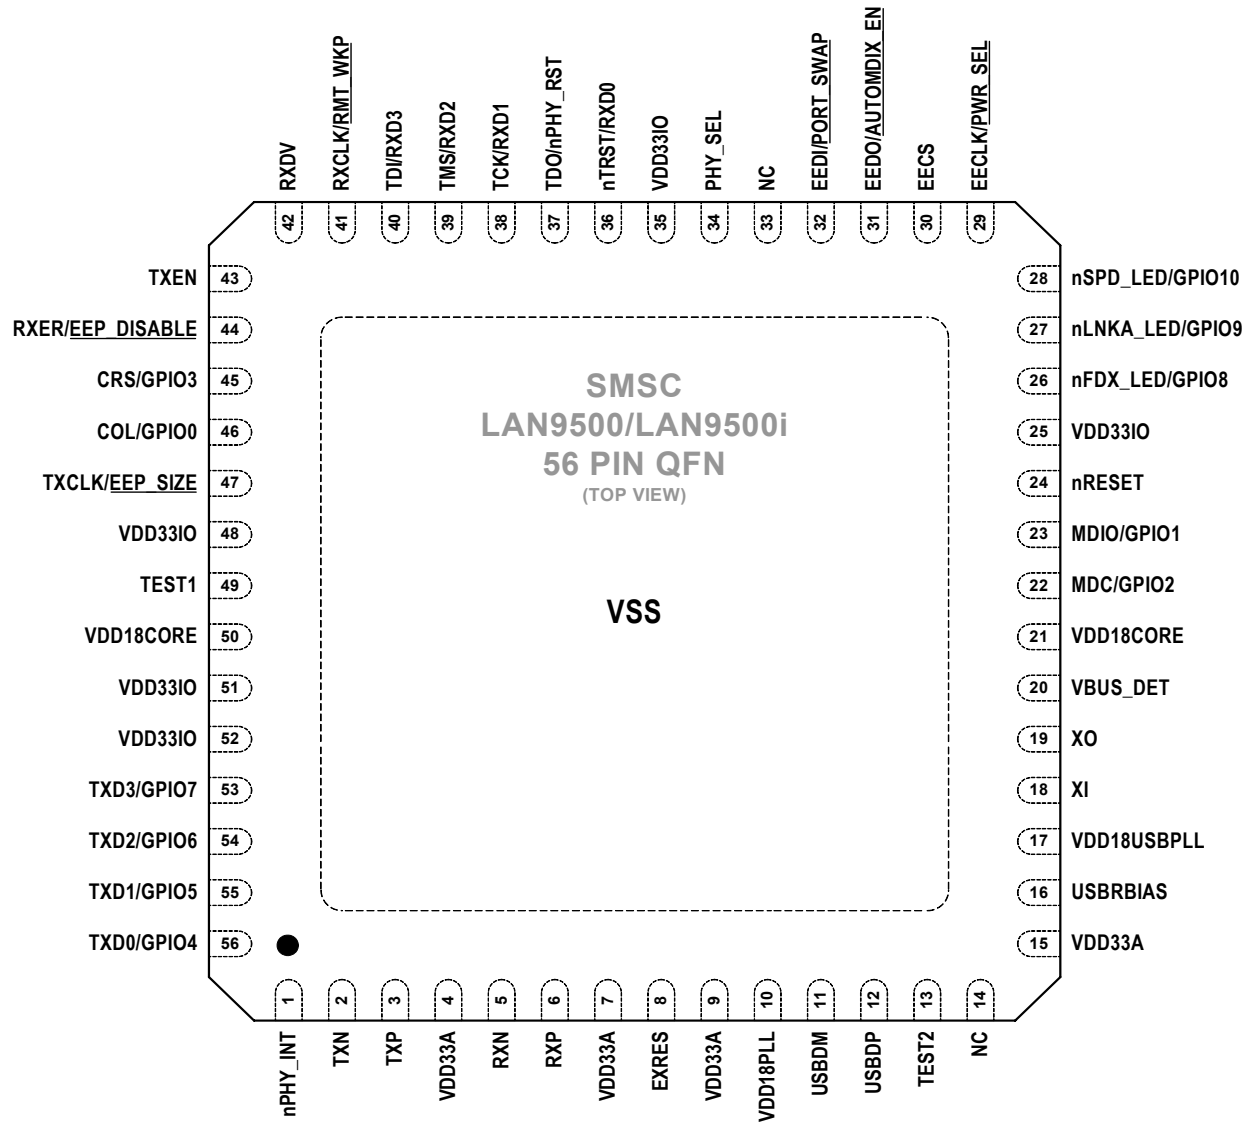 RXDV
RXCLK/RMT_WKP
TDI/RXD3
TMS/RXD2
TCK/RXD1
TDO/nPHY_RST
nTRST/RXD0
VDD33IO
PHY_SEL
NC
EEDI/PORT_SWAP
EEDO/AUTOMDIX_EN
EECS
EECLK/PWR_SEL
42
41
40
39
38
37
36
35
34
33
32
31
30
29
TXEN 43
RXER/EEP_DISABLE 44
CRS/GPIO3 45
COL/GPIO0 46
TXCLK/EEP_SIZE 47
VDD33IO 48
TEST1 49
VDD18CORE 50
VDD33IO 51
VDD33IO 52
TXD3/GPIO7 53
TXD2/GPIO6 54
TXD1/GPIO5 55
TXD0/GPIO4 56
SMSC
LAN9500/LAN9500i
56 PIN QFN
(TOP VIEW)
VSS
28 nSPD_LED/GPIO10
27 nLNKA_LED/GPIO9
26 nFDX_LED/GPIO8
25 VDD33IO
24 nRESET
23 MDIO/GPIO1
22 MDC/GPIO2
21 VDD18CORE
20 VBUS_DET
19 XO
18 XI
17 VDD18USBPLL
16 USBRBIAS
15 VDD33A
1
2
3
4
5
6
7
8
9
10
11
12
13
14
nPHY_INT
TXN
TXP
VDD33A
RXN
RXP
VDD33A
EXRES
VDD33A
VDD18PLL
USBDM
USBDP
TEST2
NC